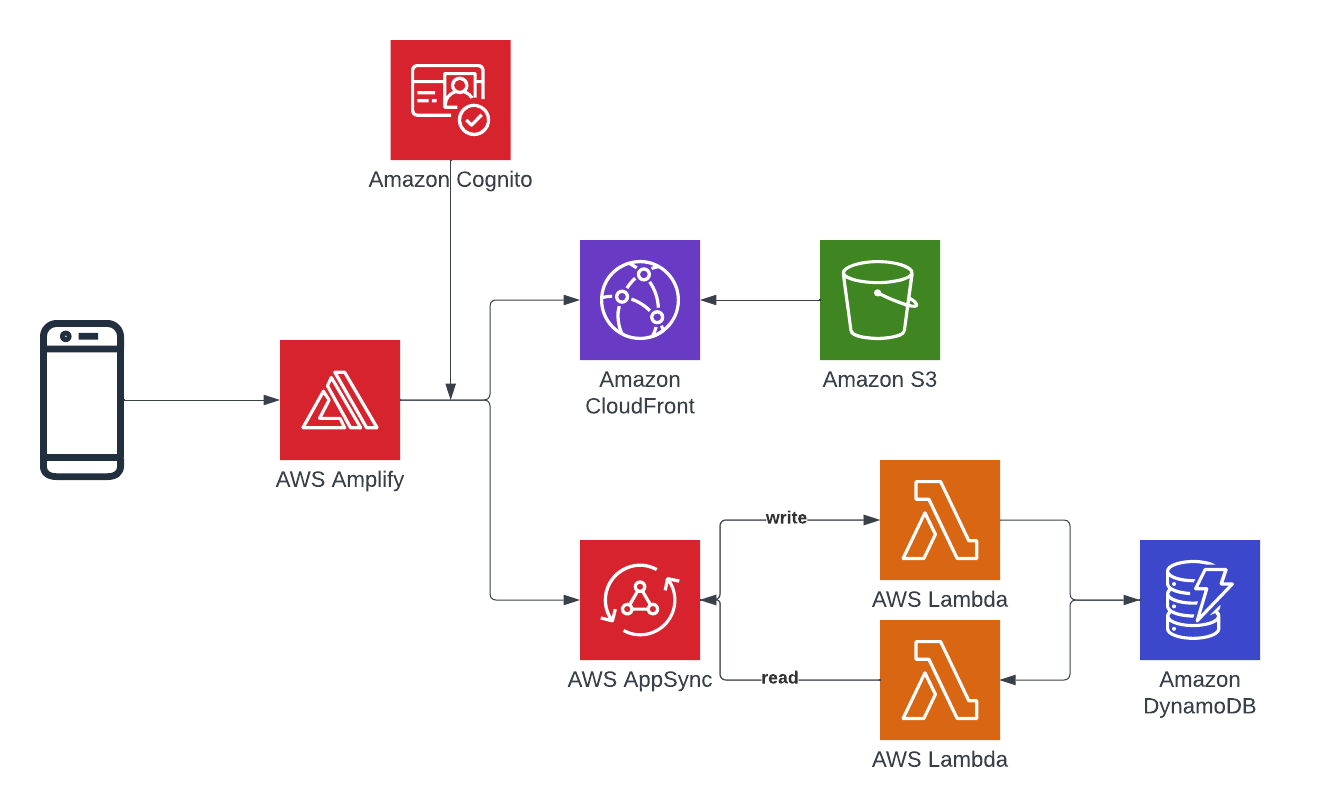 Amazon Cognito
Amazon
CloudFront
Amazon S3
AWS Amplify
write
AWS Lambda
AWS AppSync
read
Amazon
DynamoDB
AWS Lambda